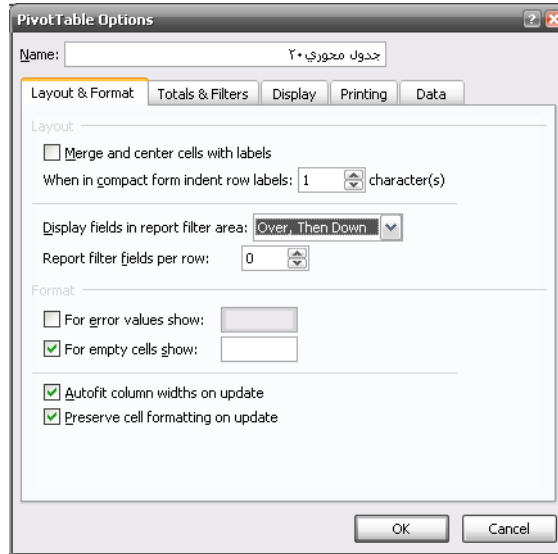 PivotTable Options
Name: جدول محوري٢٠
Layout & Format Totals & Filters Display Printing Data
Layout
Merge and center cells with labels
When in compact form indent row labels: 1 character(s)
Display fields in report filter area: Over, Then Down
Report filter fields per row: 0
Format
For error values show:
For empty cells show:
Autofit column widths on update
Preserve cell formatting on update
OK Cancel